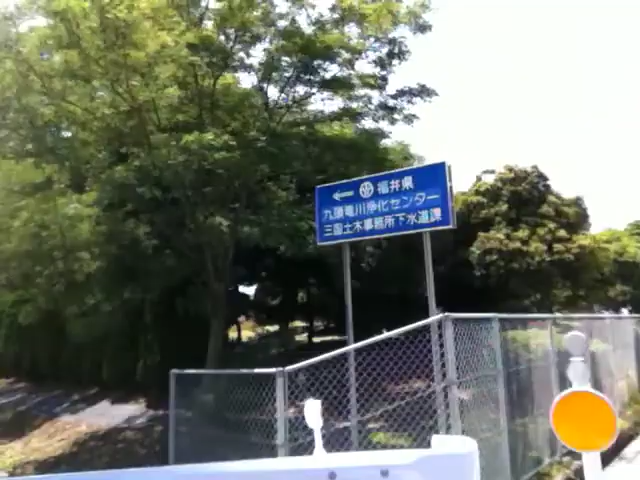 福井県
九頭竜川浄化センター
三国土木事務所下水道課